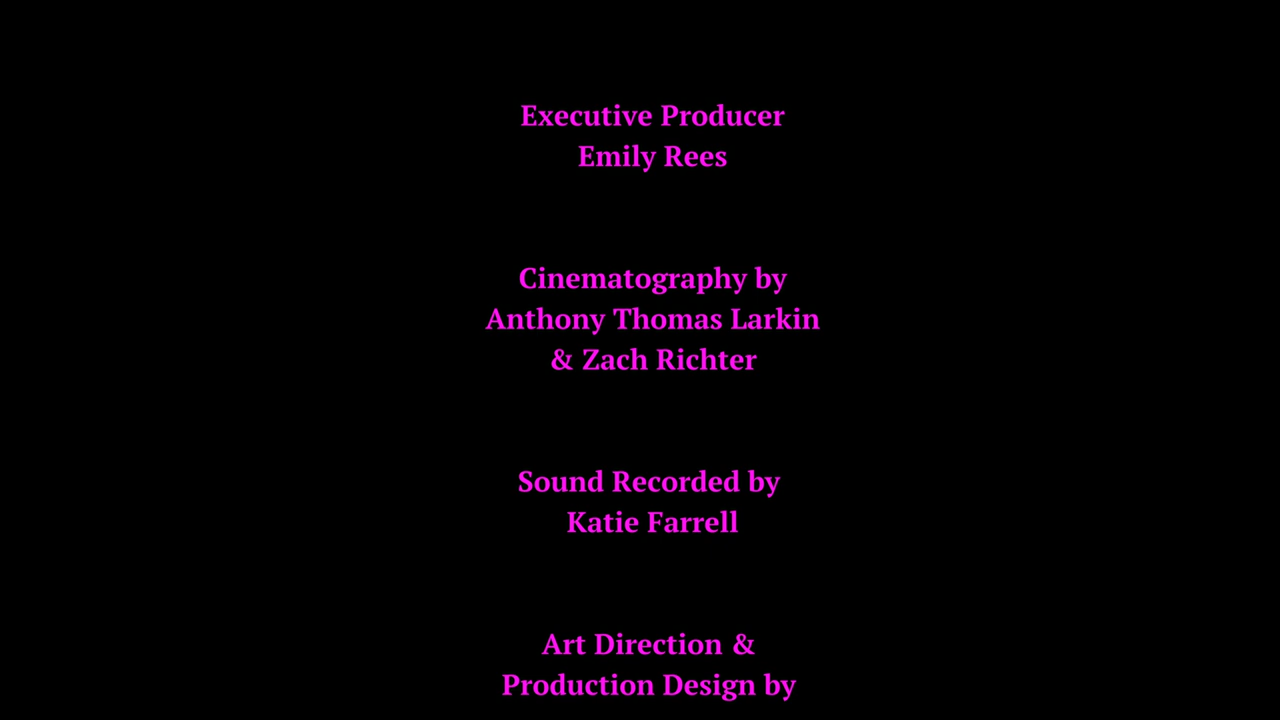 Executive Producer
Emily Rees
Cinematography by
Anthony Thomas Larkin
& Zach Richter
Sound Recorded by
Katie Farrell
Art Direction &
Production Design by